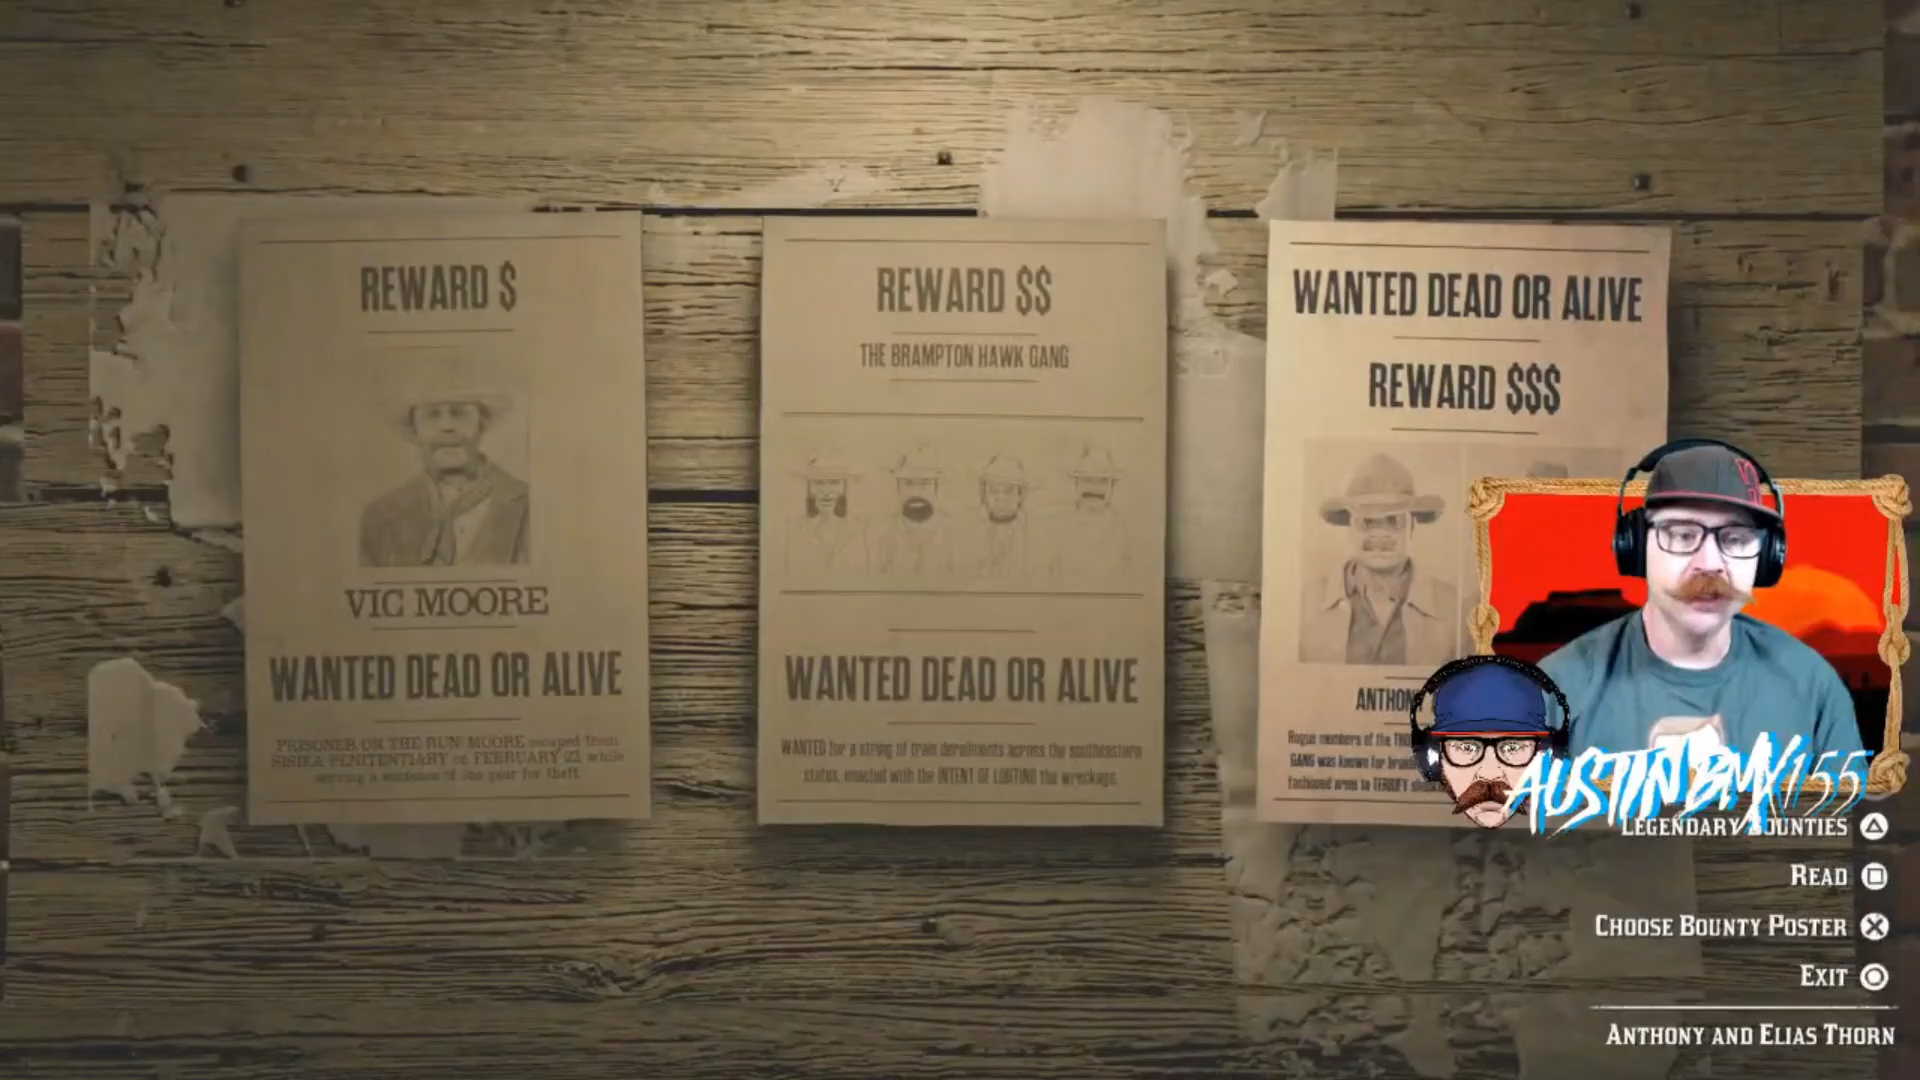 REWARD $
VIC MOORE
WANTED DEAD OR ALIVE
PRISONER ON THE RUN! MOORE escaped from
SISIKA PENITENTIARY on FEBRUARY 22 while
serving a sentence of one year for theft.
REWARD $$
THE BRAMPTON HAWK GANG
WANTED DEAD OR ALIVE
WANTED for a string of train derailments across the southeastern
states, enacted with the INTENT OF LOOTING the wreckage.
WANTED DEAD OR ALIVE
REWARD $$$
Rogue members of the
GANG was known for
fashioned arms to TERRIFY
AUSTINBMX155
LEGENDARY BOUNTIES
READ
CHOOSE BOUNTY POSTER
EXIT
ANTHONY AND ELIAS THORN